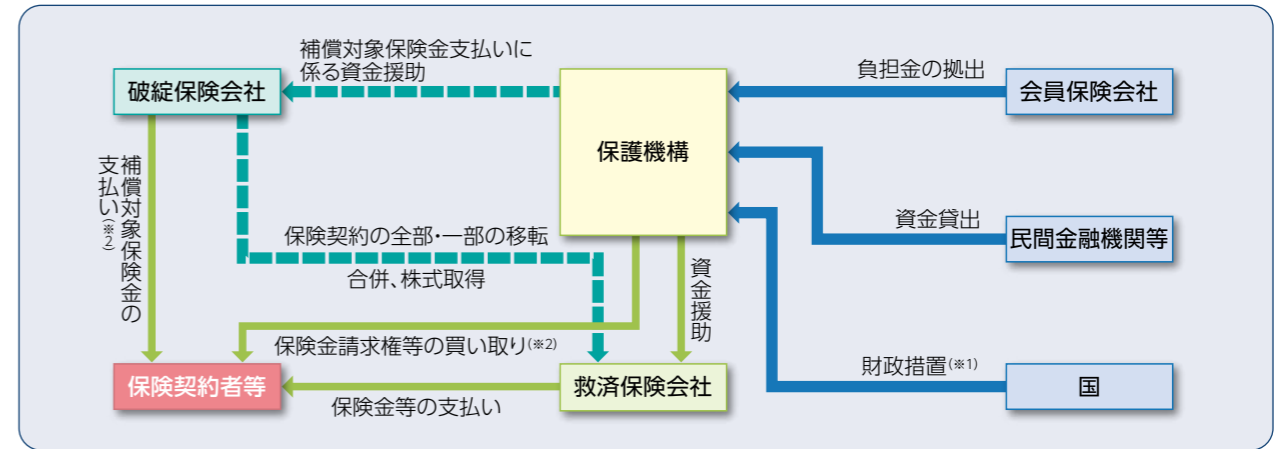 補償対象保険金支払いに
係る資金援助
負担金の拠出
破綻保険会社
保護機構
会員保険会社
補償対象保険金の
支払い(※2)
保険契約の全部・一部の移転
合併、株式取得
資金援助
資金貸出
民間金融機関等
保険金請求権等の買い取り(※2)
財政措置(※1)
保険契約者等
保険金等の支払い
救済保険会社
国